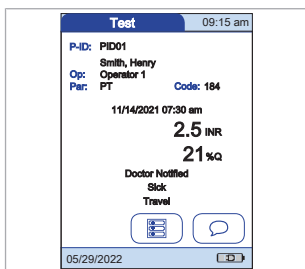 Test 09:15 am
P-ID: PID01
Smith, Henry
Op: Operator 1
Par: PT Code: 184
11/14/2021 07:30 am
2.5 INR
21 %Q
Doctor Notified
Sick
Travel
05/29/2022